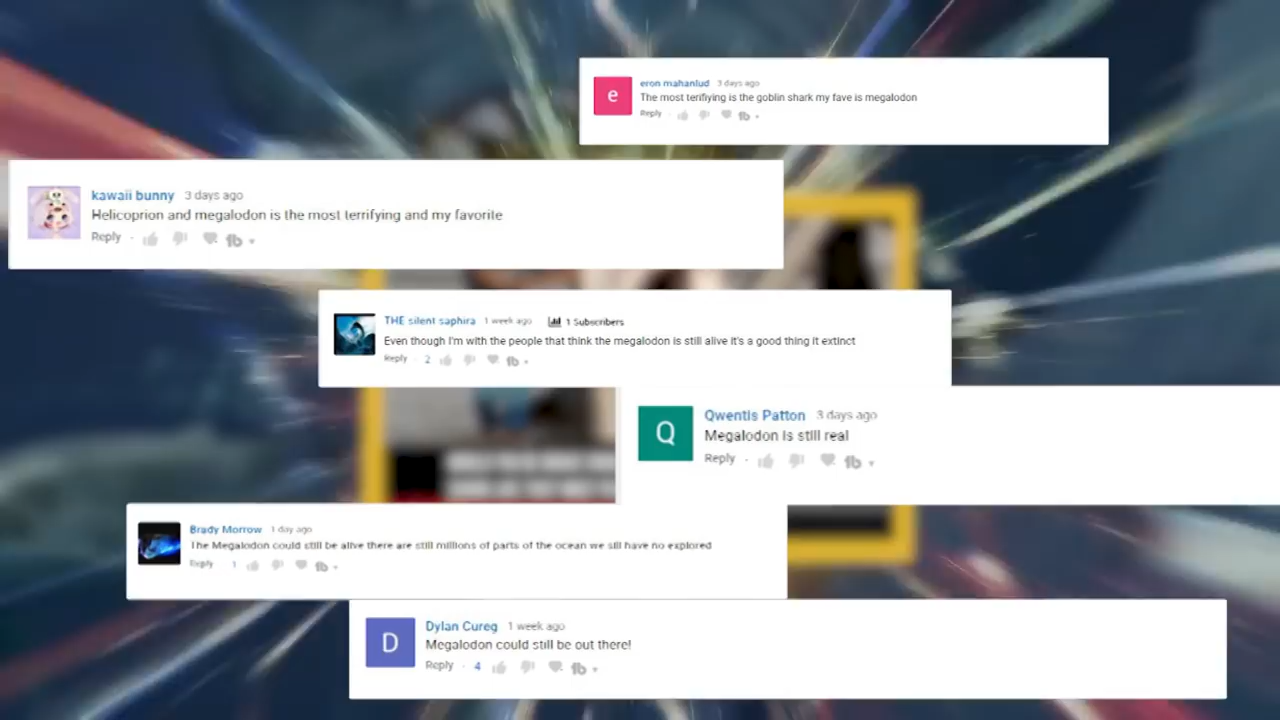 e
eron mahanlud 3 days ago
The most terrifiying is the goblin shark my fave is megalodon
Reply
kawaii bunny 3 days ago
Helicoprion and megalodon is the most terrifying and my favorite
Reply
THE silent saphira 1 week ago 1 Subscribers
Even though I'm with the people that think the megalodon is still alive it's a good thing it extinct
Reply 2
Q
Qwentis Patton 3 days ago
Megalodon is still real
Reply
Brady Morrow 1 day ago
The Megalodon could still be alive there are still millions of parts of the ocean we sill have no explored
Reply 1
D
Dylan Cureg 1 week ago
Megalodon could still be out there!
Reply 4